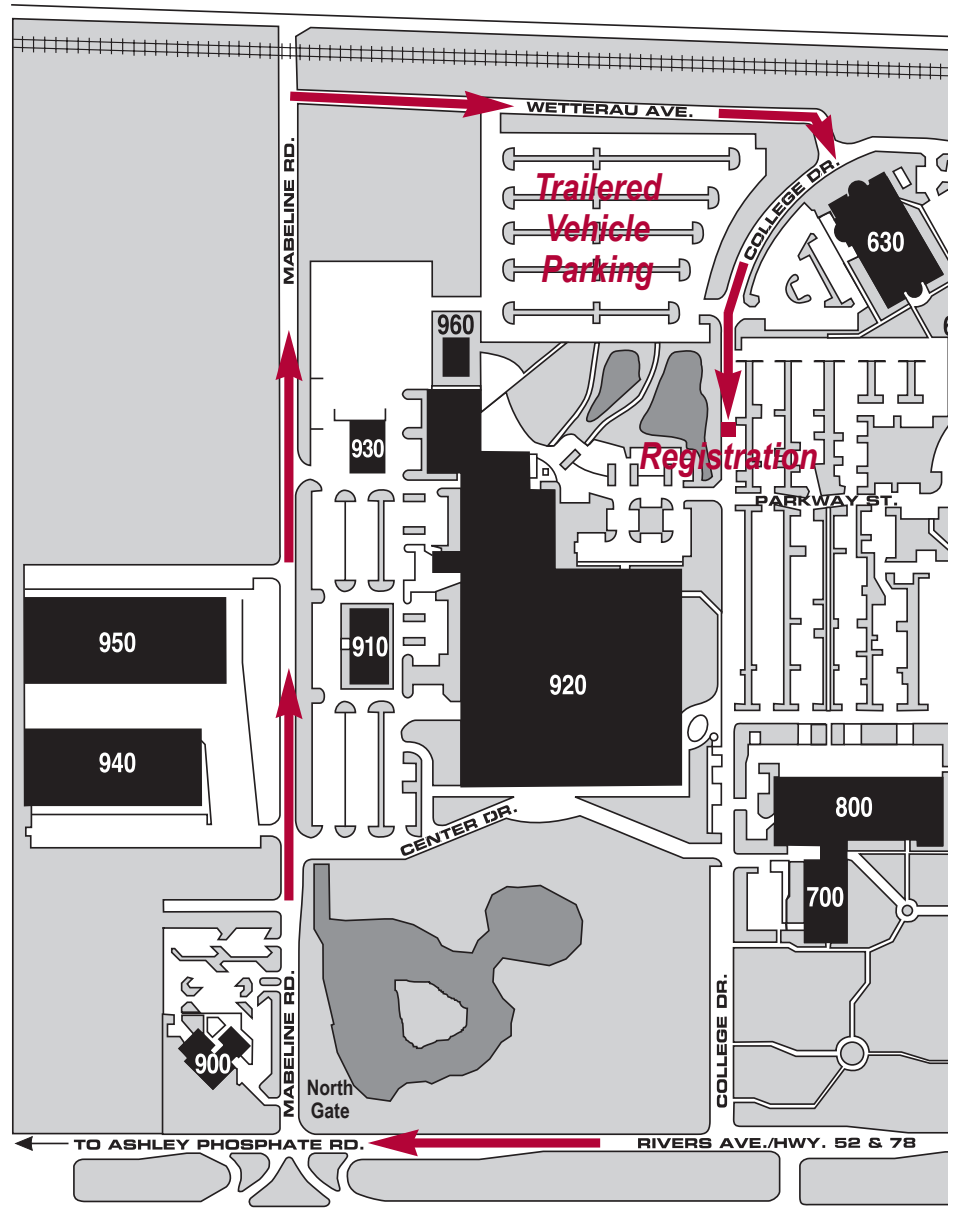 WETTERAU AVE.
MABELINE RD.
COLLEGE DR.
Trailered
Vehicle
Parking
630
960
930
Registration
PARKWAY ST.
950
910
920
940
CENTER DR.
800
700
MABELINE RD.
COLLEGE DR.
900
North
Gate
TO ASHLEY PHOSPHATE RD.
RIVERS AVE./HWY. 52 & 78